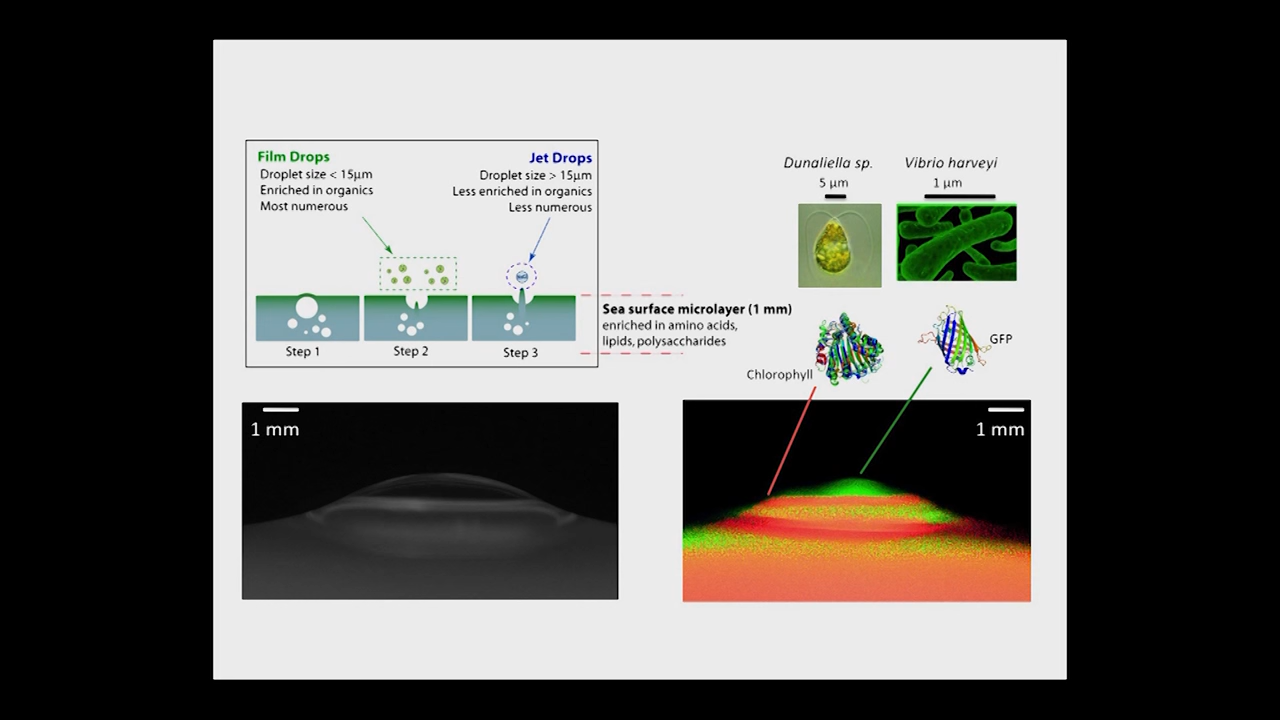 Film Drops
Droplet size < 15µm
Enriched in organics
Most numerous
Jet Drops
Droplet size > 15µm
Less enriched in organics
Less numerous
Step 1
Step 2
Step 3
Sea surface microlayer (1 mm)
enriched in amino acids,
lipids, polysaccharides
Dunaliella sp.
5 µm
Vibrio harveyi
1 µm
Chlorophyll
GFP
1 mm
1 mm